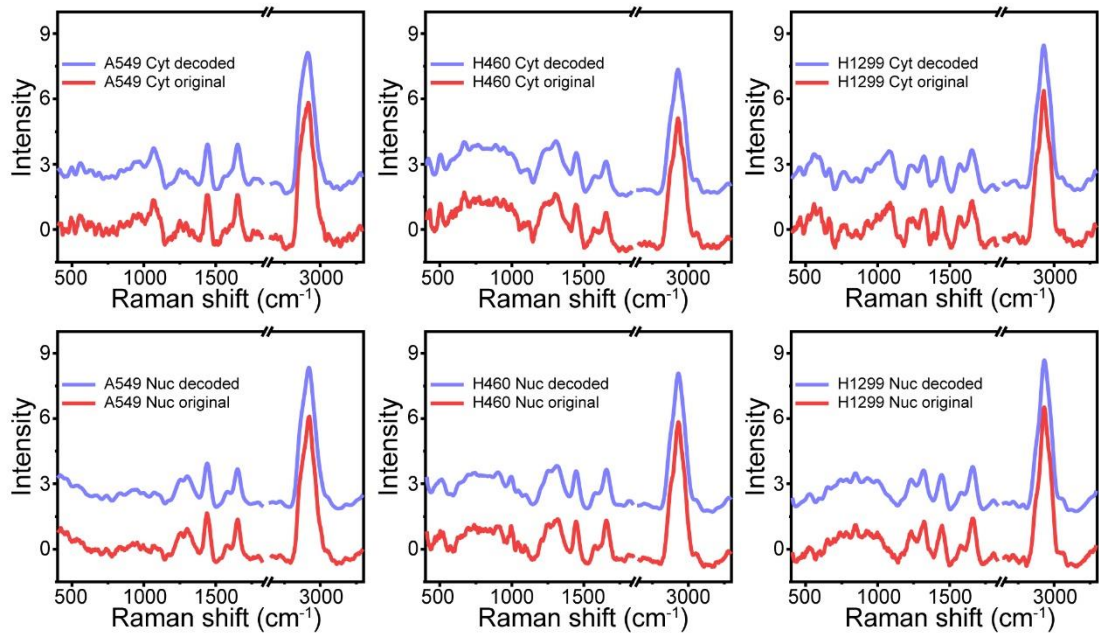 9
6
3
0
Intensity
A549 Cyt decoded
A549 Cyt original
500 1000 1500 3000
Raman shift (cm⁻¹)
9
6
3
0
Intensity
H460 Cyt decoded
H460 Cyt original
500 1000 1500 3000
Raman shift (cm⁻¹)
9
6
3
0
Intensity
H1299 Cyt decoded
H1299 Cyt original
500 1000 1500 3000
Raman shift (cm⁻¹)
9
6
3
0
Intensity
A549 Nuc decoded
A549 Nuc original
500 1000 1500 3000
Raman shift (cm⁻¹)
9
6
3
0
Intensity
H460 Nuc decoded
H460 Nuc original
500 1000 1500 3000
Raman shift (cm⁻¹)
9
6
3
0
Intensity
H1299 Nuc decoded
H1299 Nuc original
500 1000 1500 3000
Raman shift (cm⁻¹)